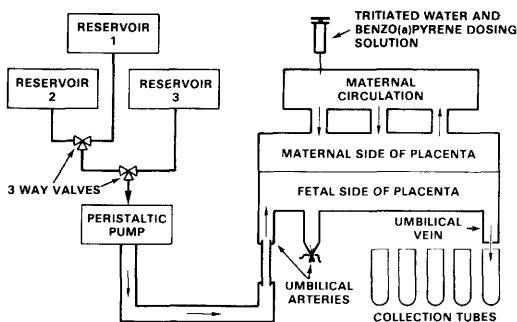 RESERVOIR
1
RESERVOIR
2
RESERVOIR
3
3 WAY VALVES
PERISTALTIC
PUMP
TRITIATED WATER AND
BENZO(a)PYRENE DOSING
SOLUTION
MATERNAL
CIRCULATION
MATERNAL SIDE OF PLACENTA
FETAL SIDE OF PLACENTA
UMBILICAL
VEIN
UMBILICAL
ARTERIES
COLLECTION TUBES